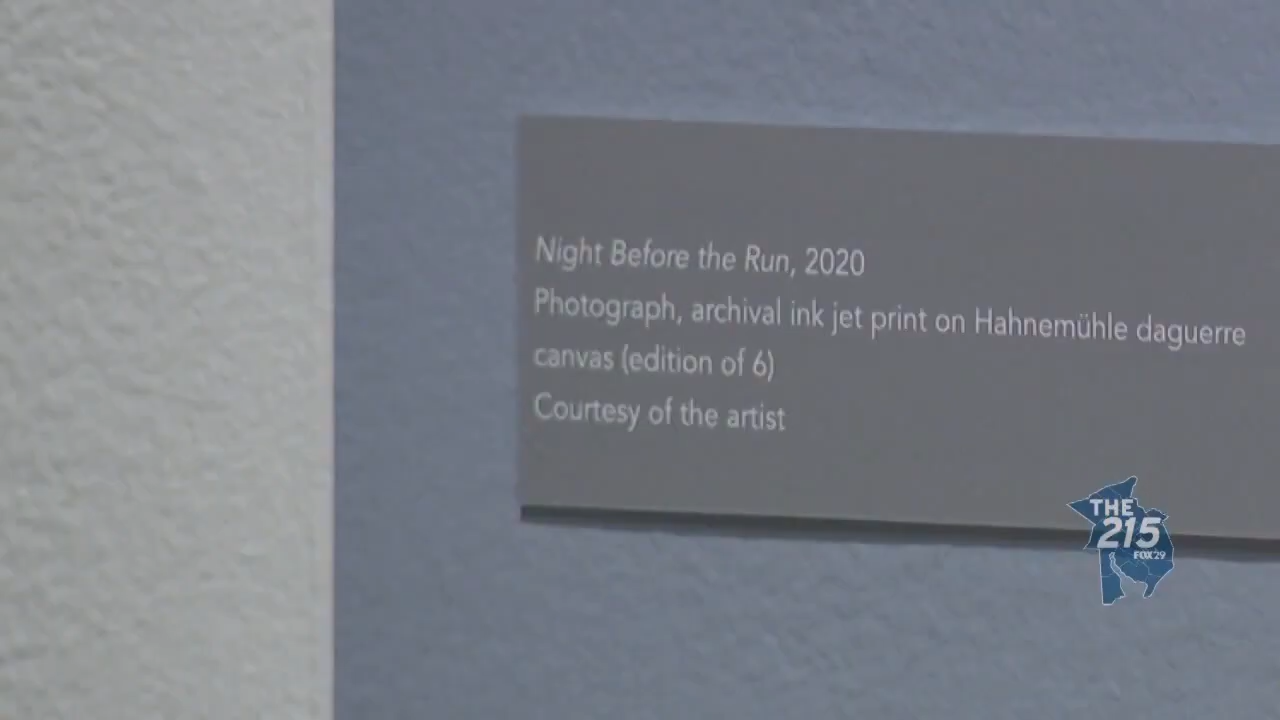 Night Before the Run, 2020
Photograph, archival ink jet print on Hahnemühle daguerre
canvas (edition of 6)
Courtesy of the artist
THE
215
FOX 29